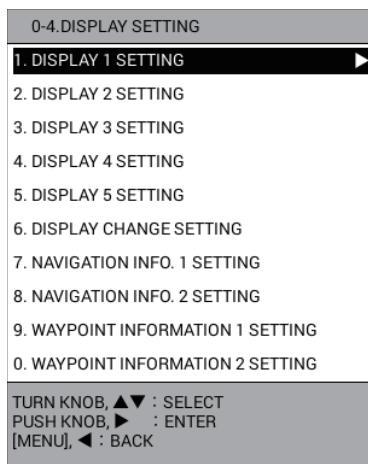 0-4.DISPLAY SETTING
1. DISPLAY 1 SETTING ▶
2. DISPLAY 2 SETTING
3. DISPLAY 3 SETTING
4. DISPLAY 4 SETTING
5. DISPLAY 5 SETTING
6. DISPLAY CHANGE SETTING
7. NAVIGATION INFO. 1 SETTING
8. NAVIGATION INFO. 2 SETTING
9. WAYPOINT INFORMATION 1 SETTING
0. WAYPOINT INFORMATION 2 SETTING
TURN KNOB, ▲▼ : SELECT
PUSH KNOB, ▶ : ENTER
[MENU], ◀ : BACK